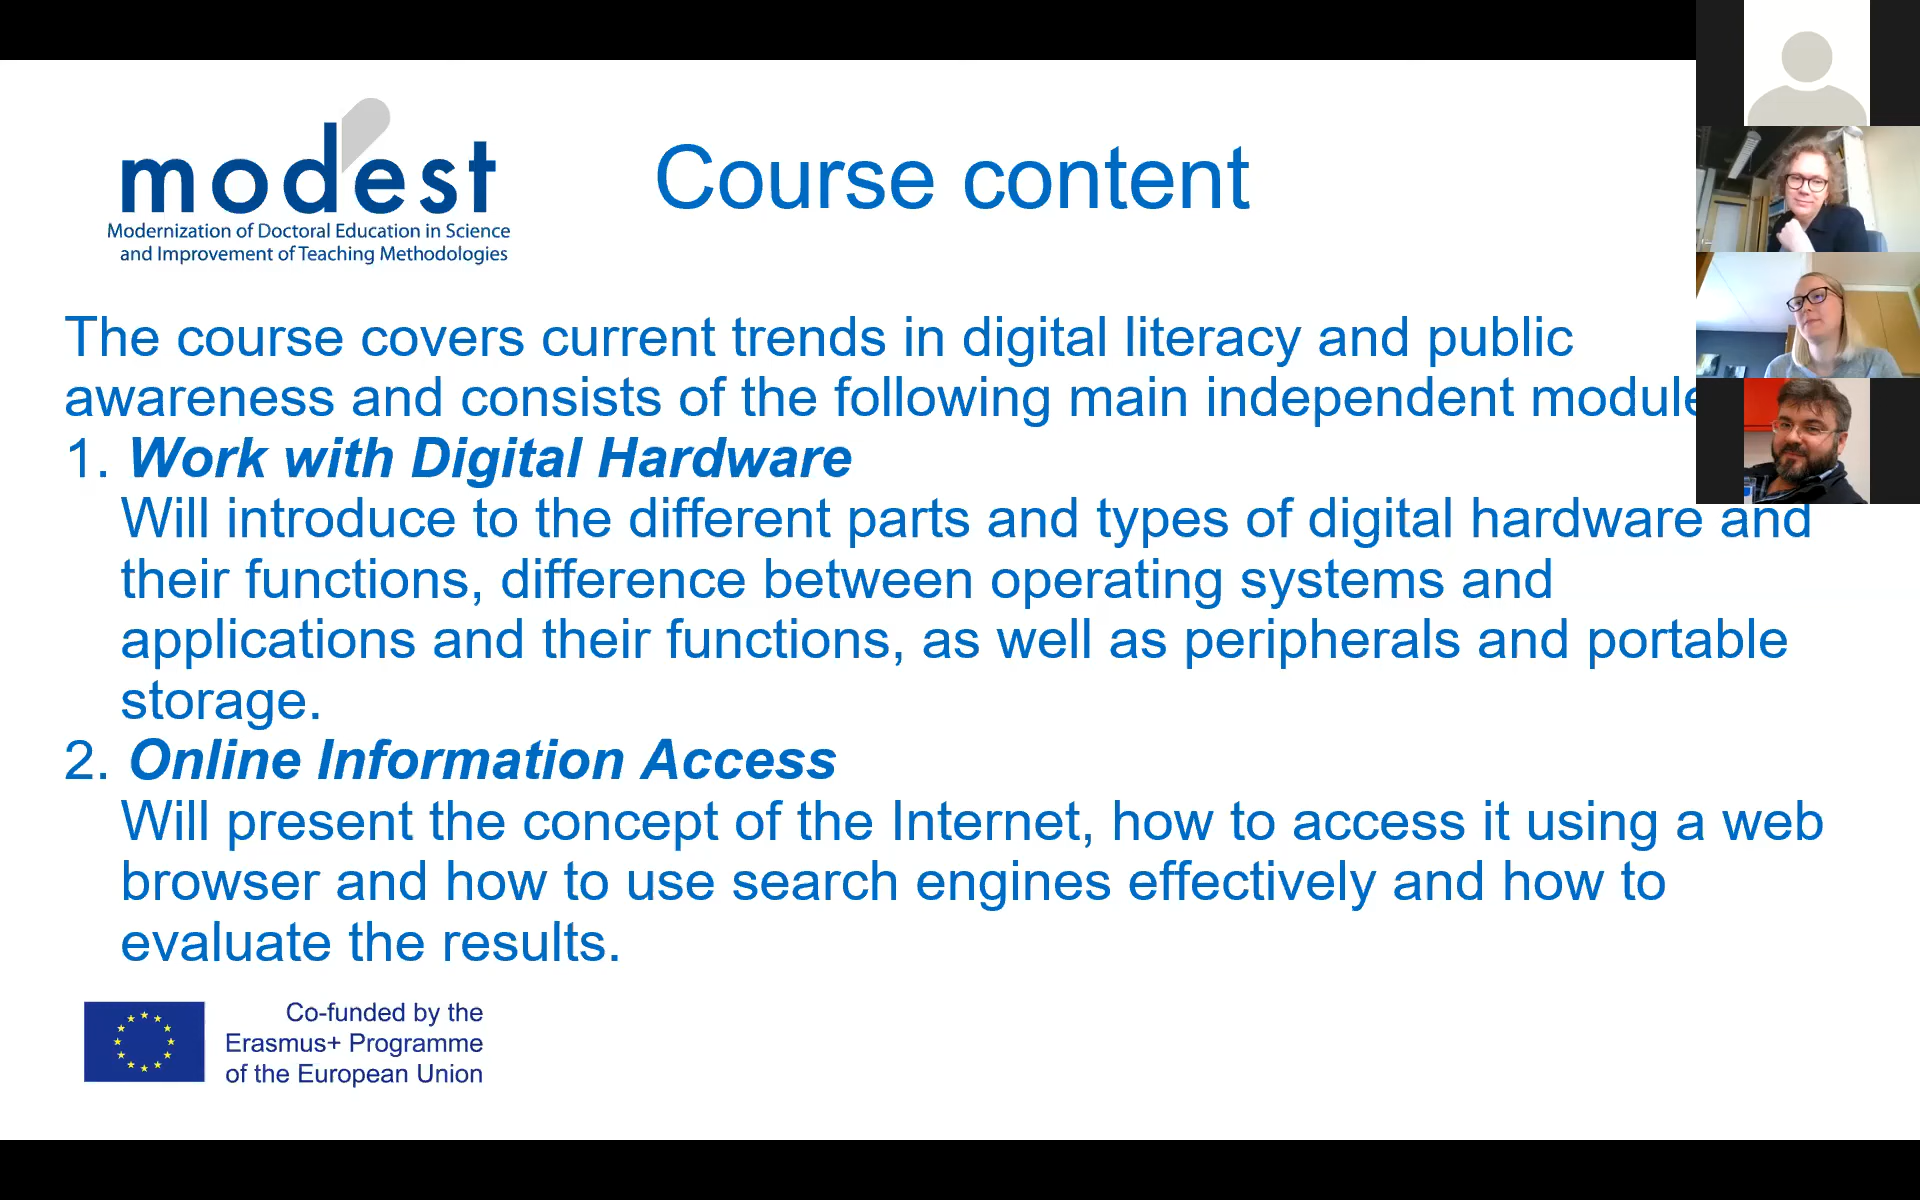 modest
Modernization of Doctoral Education in Science
and Improvement of Teaching Methodologies
Course content
The course covers current trends in digital literacy and public
awareness and consists of the following main independent
1. Work with Digital Hardware
Will introduce to the different parts and types of digital hardware and
their functions, difference between operating systems and
applications and their functions, as well as peripherals and portable
storage.
2. Online Information Access
Will present the concept of the Internet, how to access it using a web
browser and how to use search engines effectively and how to
evaluate the results.
Co-funded by the
Erasmus+ Programme
of the European Union